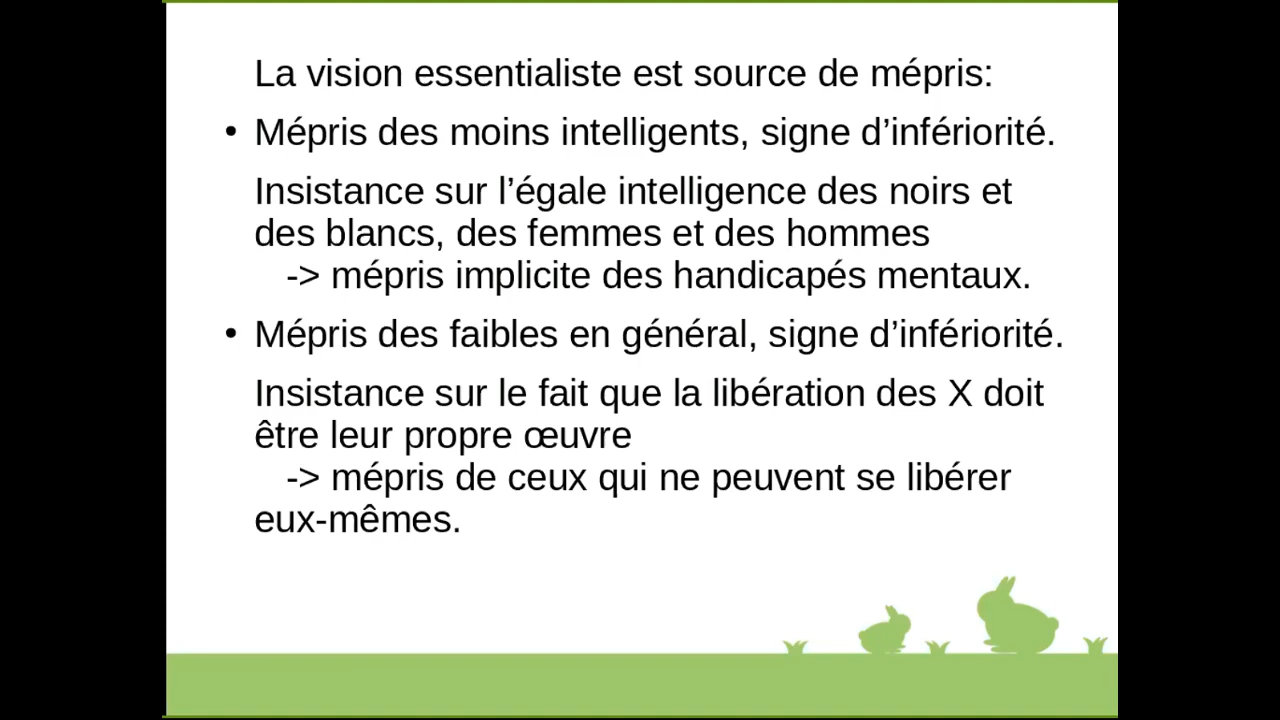 La vision essentialiste est source de mépris:
• Mépris des moins intelligents, signe d’infériorité.
Insistance sur l’égale intelligence des noirs et
des blancs, des femmes et des hommes
-> mépris implicite des handicapés mentaux.
• Mépris des faibles en général, signe d’infériorité.
Insistance sur le fait que la libération des X doit
être leur propre œuvre
-> mépris de ceux qui ne peuvent se libérer
eux-mêmes.